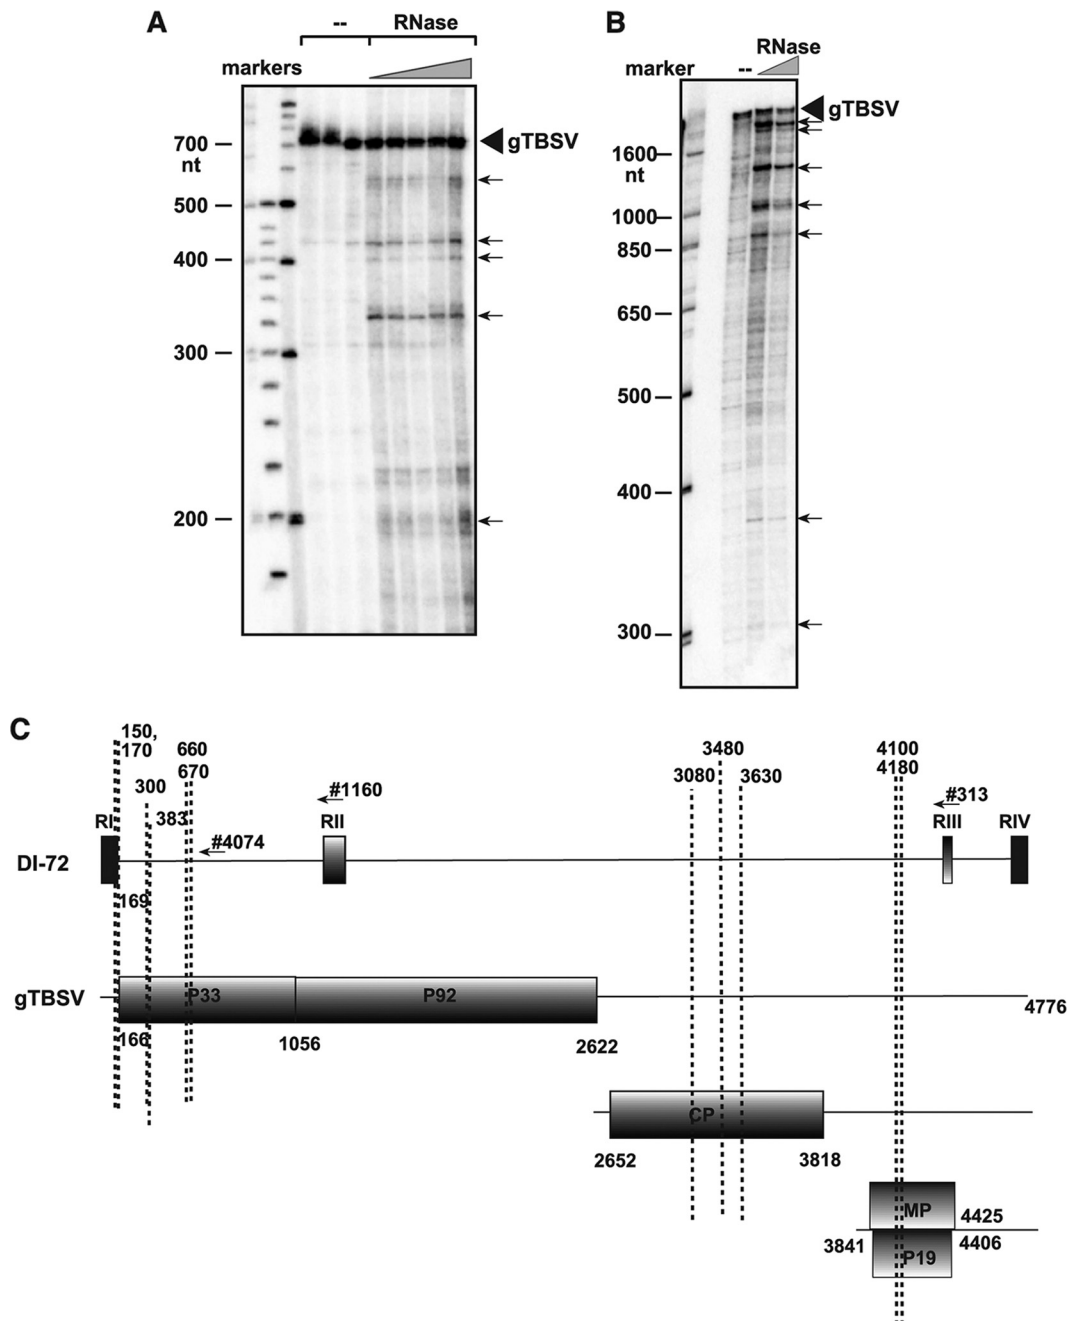 A
-- RNase
markers
700
nt
500
400
300
200
gTBSV
B
RNase
marker --
gTBSV
1600
nt
1000
850
650
500
400
300
C
150,
170
660
670
300
383
3480
3080 3630
4100
4180
#1160
#313
#4074
RI RII RIII RIV
DI-72
169
gTBSV
P33 P92
4776
166 1056 2622
CP
2652 3818
MP 4425
3841 P19 4406